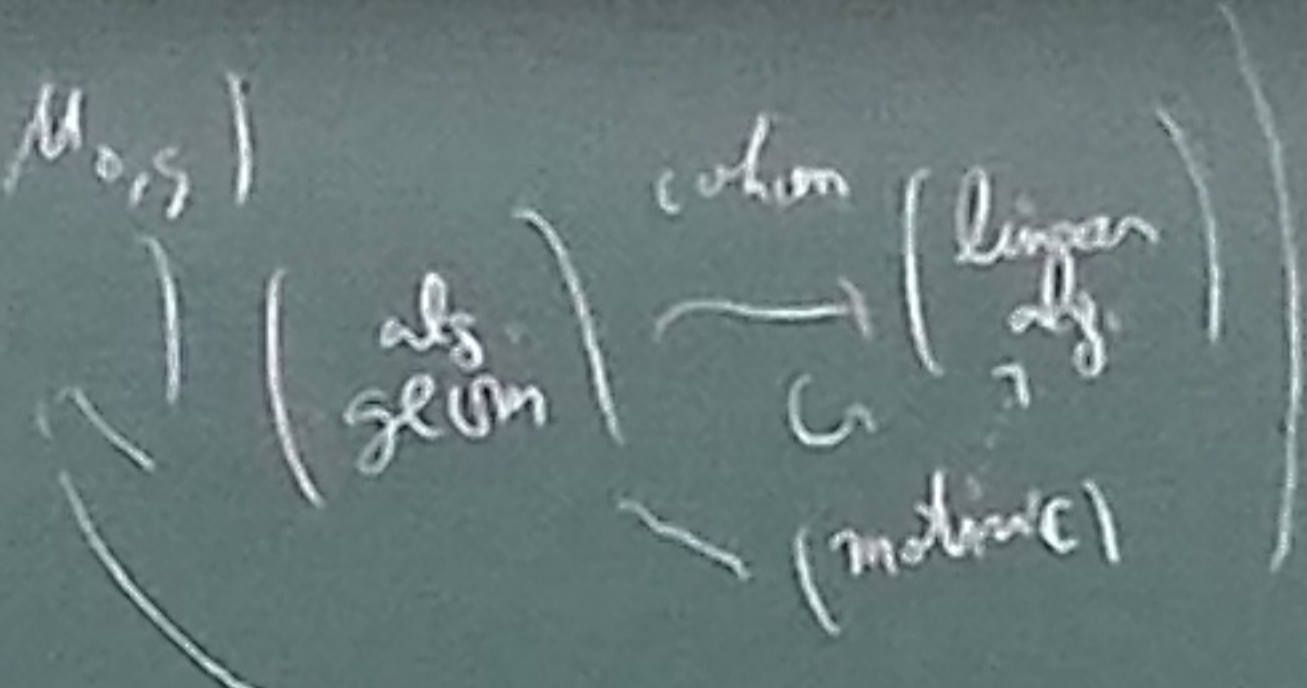 M₀,₅ )
cohom
( alg. geom ) ⟼ ( linear alg. )
↻
(motivic)